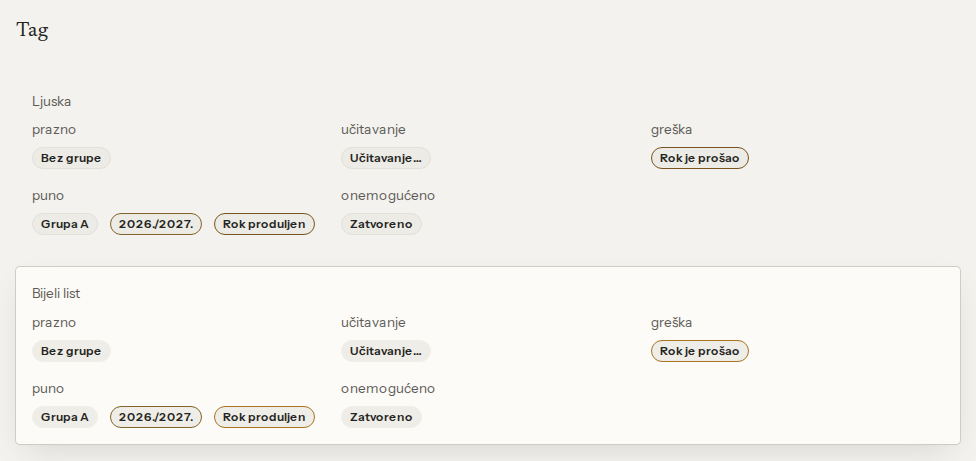 Tag
Ljuska
prazno učitavanje greška
Bez grupe Učitavanje... Rok je prošao
puno onemogućeno
Grupa A 2026./2027. Rok produljen Zatvoreno
Bijeli list
prazno učitavanje greška
Bez grupe Učitavanje... Rok je prošao
puno onemogućeno
Grupa A 2026./2027. Rok produljen Zatvoreno